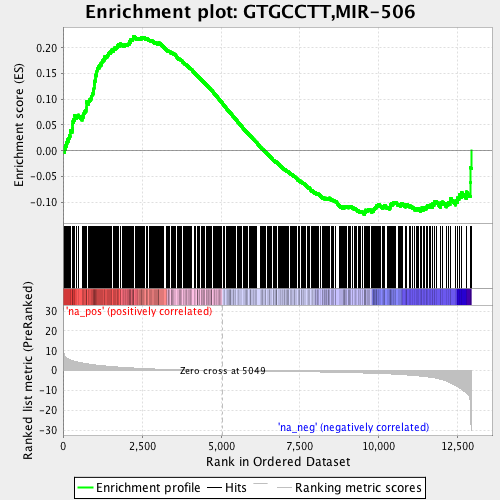 Enrichment plot: GTGCCTT,MIR-506
Enrichment score (ES)
0.20
0.15
0.10
0.05
0.00
-0.05
-0.10
'na_pos' (positively correlated)
Ranked list metric (PreRanked)
30
20
10
0
-10
-20
-30
Zero cross at 5049
'na_neg' (negatively correlated)
0
2,500
5,000
7,500
10,000
12,500
Rank in Ordered Dataset
Enrichment profile
Hits
Ranking metric scores